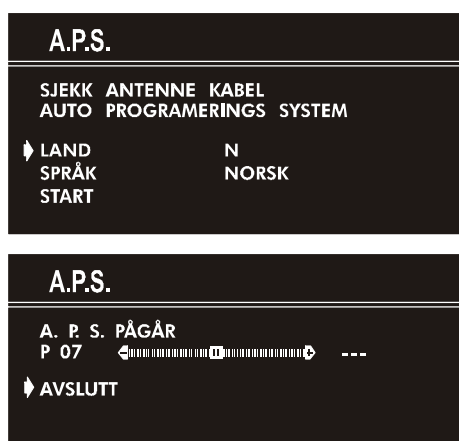 A.P.S.
SJEKK ANTENNE KABEL
AUTO PROGRAMERINGS SYSTEM
LAND N
SPRÅK NORSK
START
A.P.S.
A. P. S. PÅGÅR
P 07 - + ---
AVSLUTT